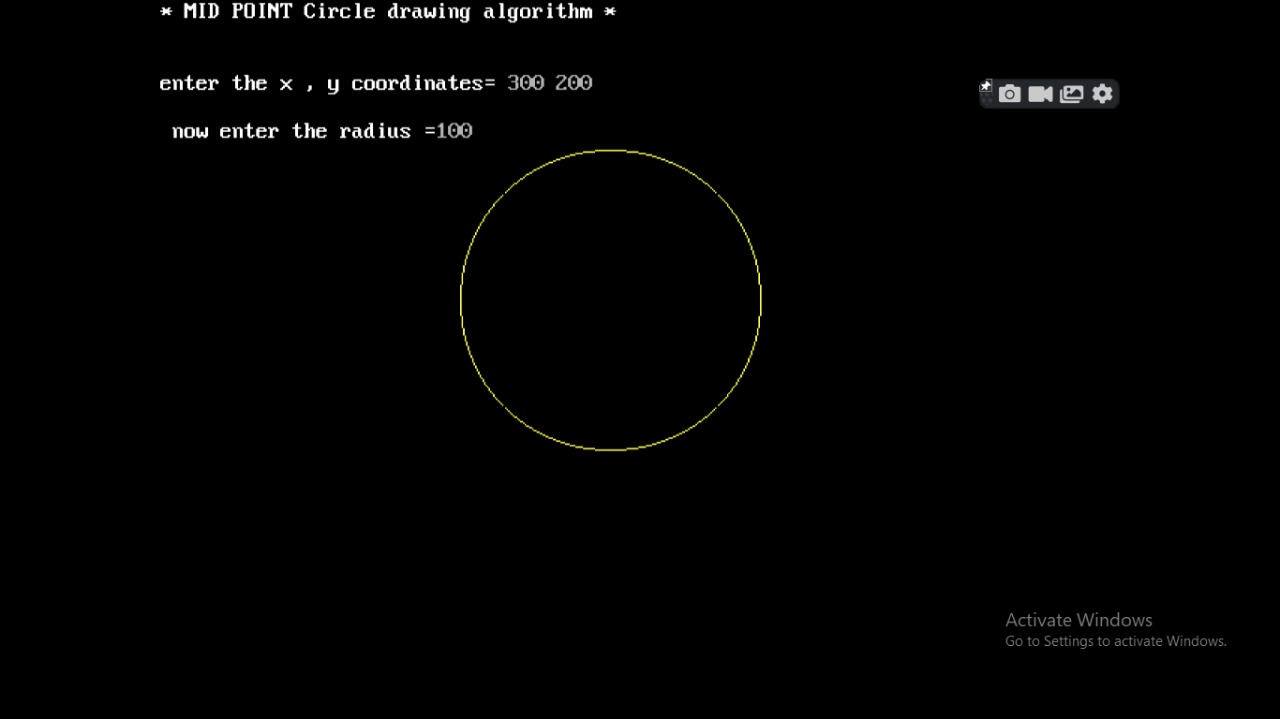 * MID POINT Circle drawing algorithm *
enter the x , y coordinates= 300 200
now enter the radius =100
Activate Windows
Go to Settings to activate Windows.